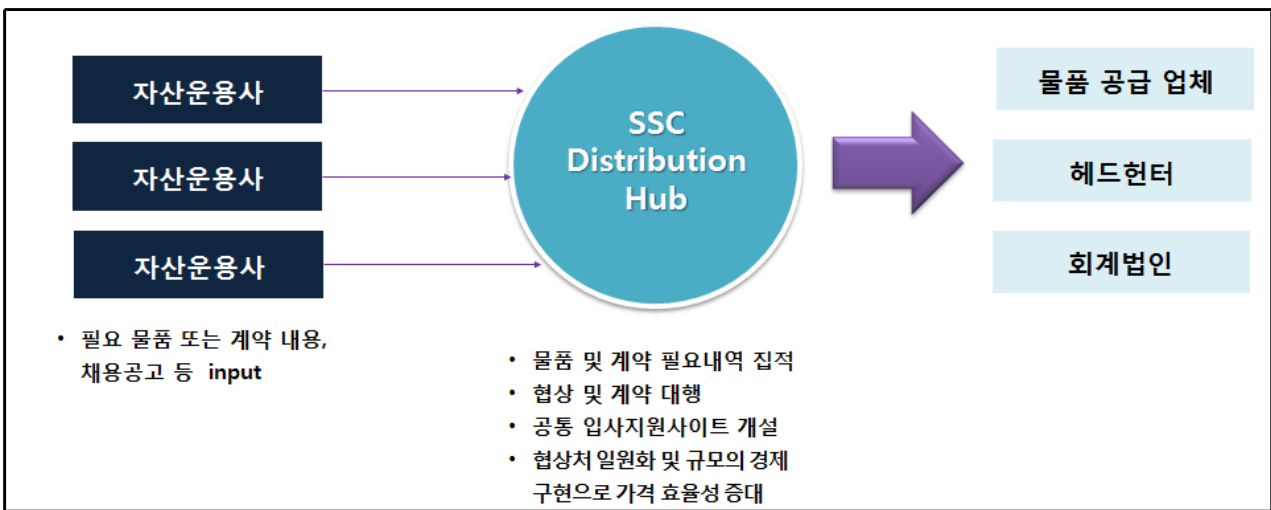 자산운용사
자산운용사
자산운용사
• 필요 물품 또는 계약 내용,
채용공고 등 input
SSC
Distribution
Hub
• 물품 및 계약 필요내역 집적
• 협상 및 계약 대행
• 공통 입사지원사이트 개설
• 협상처 일원화 및 규모의 경제
구현으로 가격 효율성 증대
물품 공급 업체
헤드헌터
회계법인